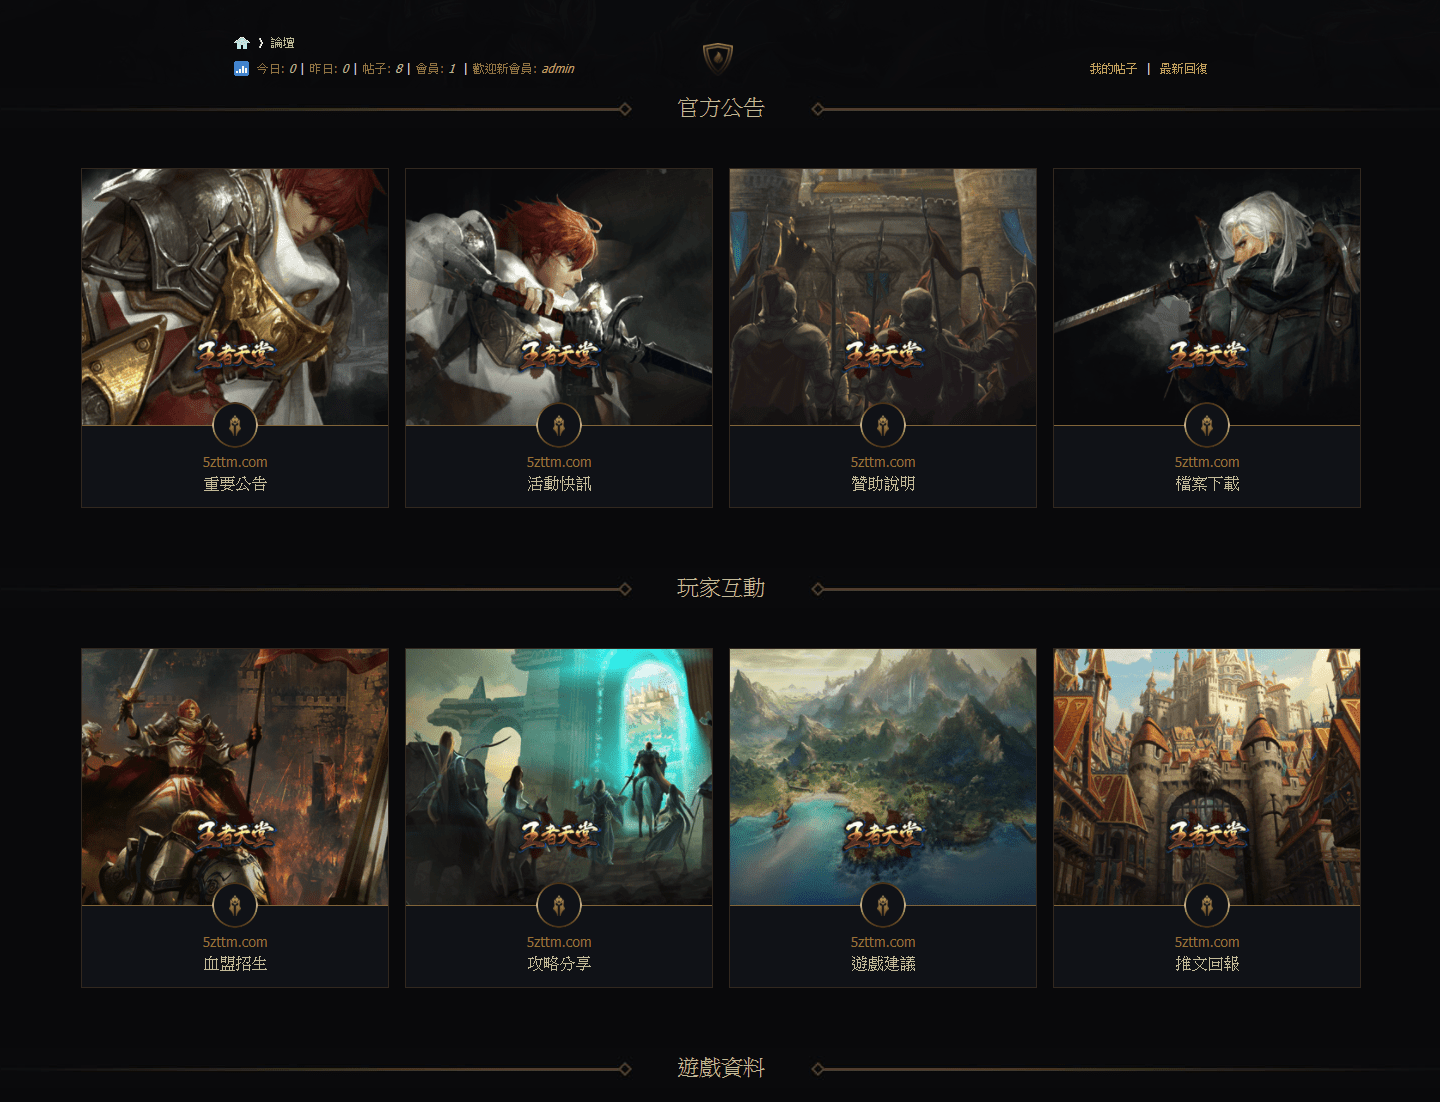 論壇
今日: 0 | 昨日: 0 | 帖子: 8 | 會員: 1 | 歡迎新會員: admin
我的帖子 | 最新回復
官方公告
王者天堂
王者天堂
王者天堂
王者天堂
5zttm.com
重要公告
5zttm.com
活動快訊
5zttm.com
贊助說明
5zttm.com
檔案下載
玩家互動
王者天堂
王者天堂
王者天堂
王者天堂
5zttm.com
血盟招生
5zttm.com
攻略分享
5zttm.com
遊戲建議
5zttm.com
推文回報
遊戲資料